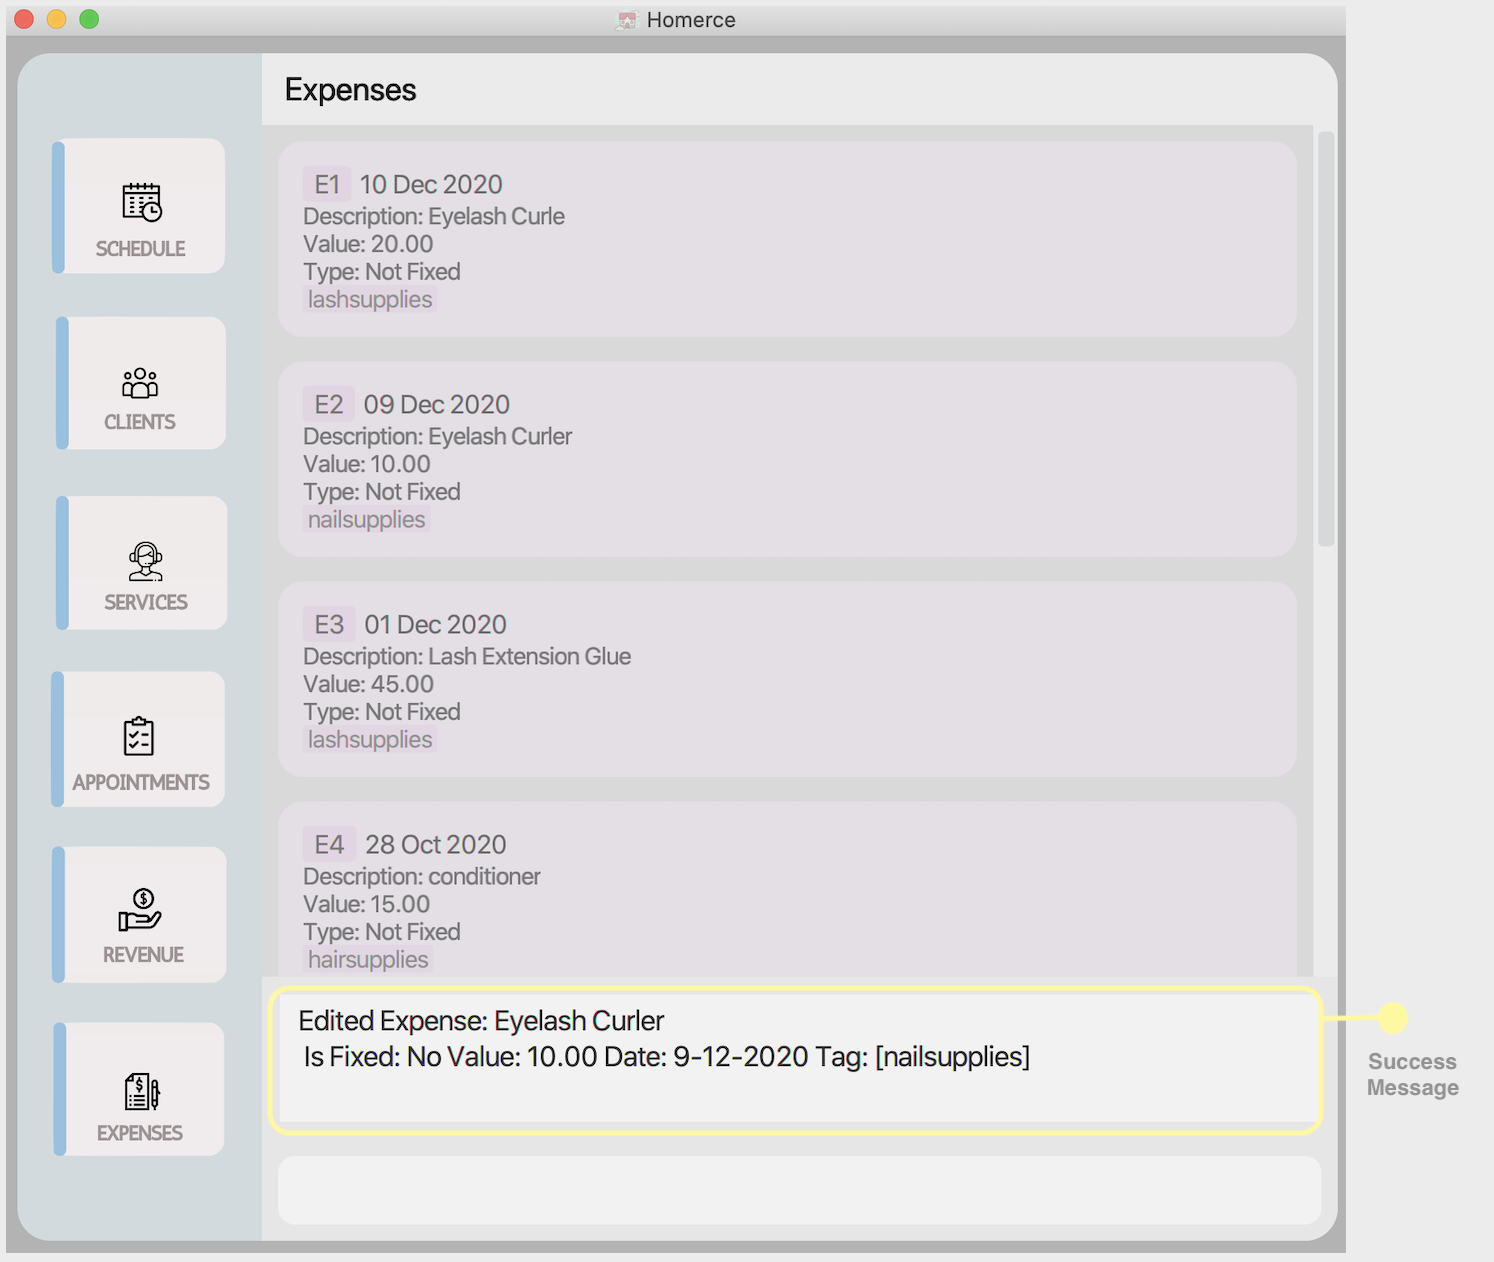 Homerce
Expenses
SCHEDULE
CLIENTS
SERVICES
APPOINTMENTS
REVENUE
EXPENSES
E1 10 Dec 2020
Description: Eyelash Curle
Value: 20.00
Type: Not Fixed
lashsupplies
E2 09 Dec 2020
Description: Eyelash Curler
Value: 10.00
Type: Not Fixed
nailsupplies
E3 01 Dec 2020
Description: Lash Extension Glue
Value: 45.00
Type: Not Fixed
lashsupplies
E4 28 Oct 2020
Description: conditioner
Value: 15.00
Type: Not Fixed
hairsupplies
Edited Expense: Eyelash Curler
Is Fixed: No Value: 10.00 Date: 9-12-2020 Tag: [nailsupplies]
Success
Message